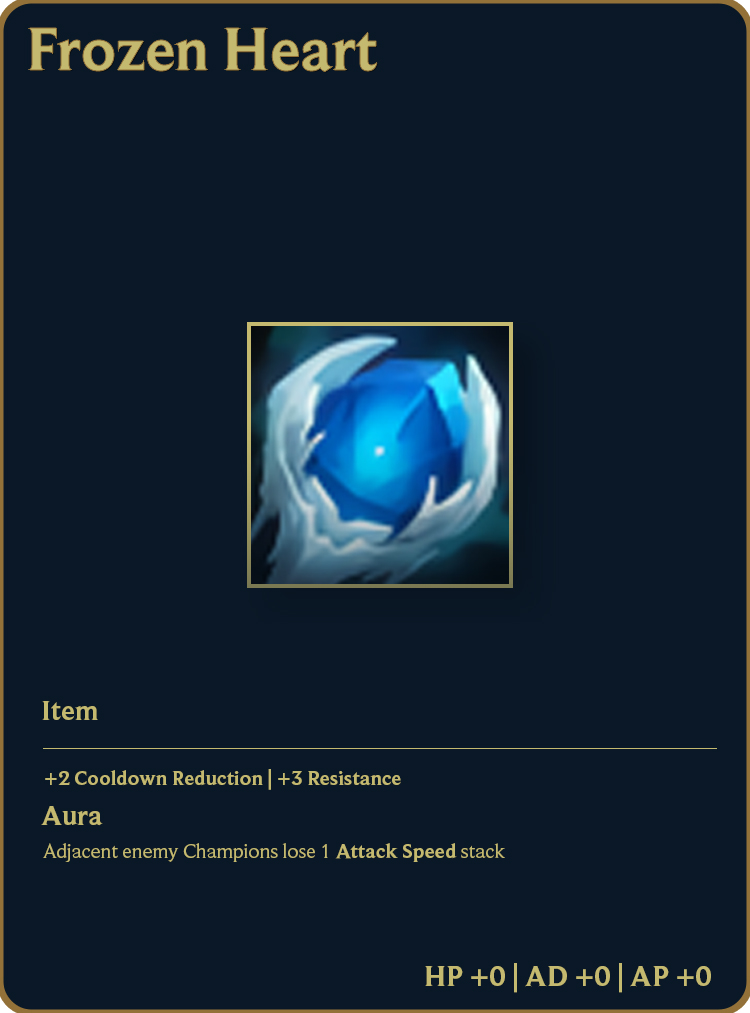 Frozen Heart
Item
+2 Cooldown Reduction | +3 Resistance
Aura
Adjacent enemy Champions lose 1 Attack Speed stack
HP +0 | AD +0 | AP +0